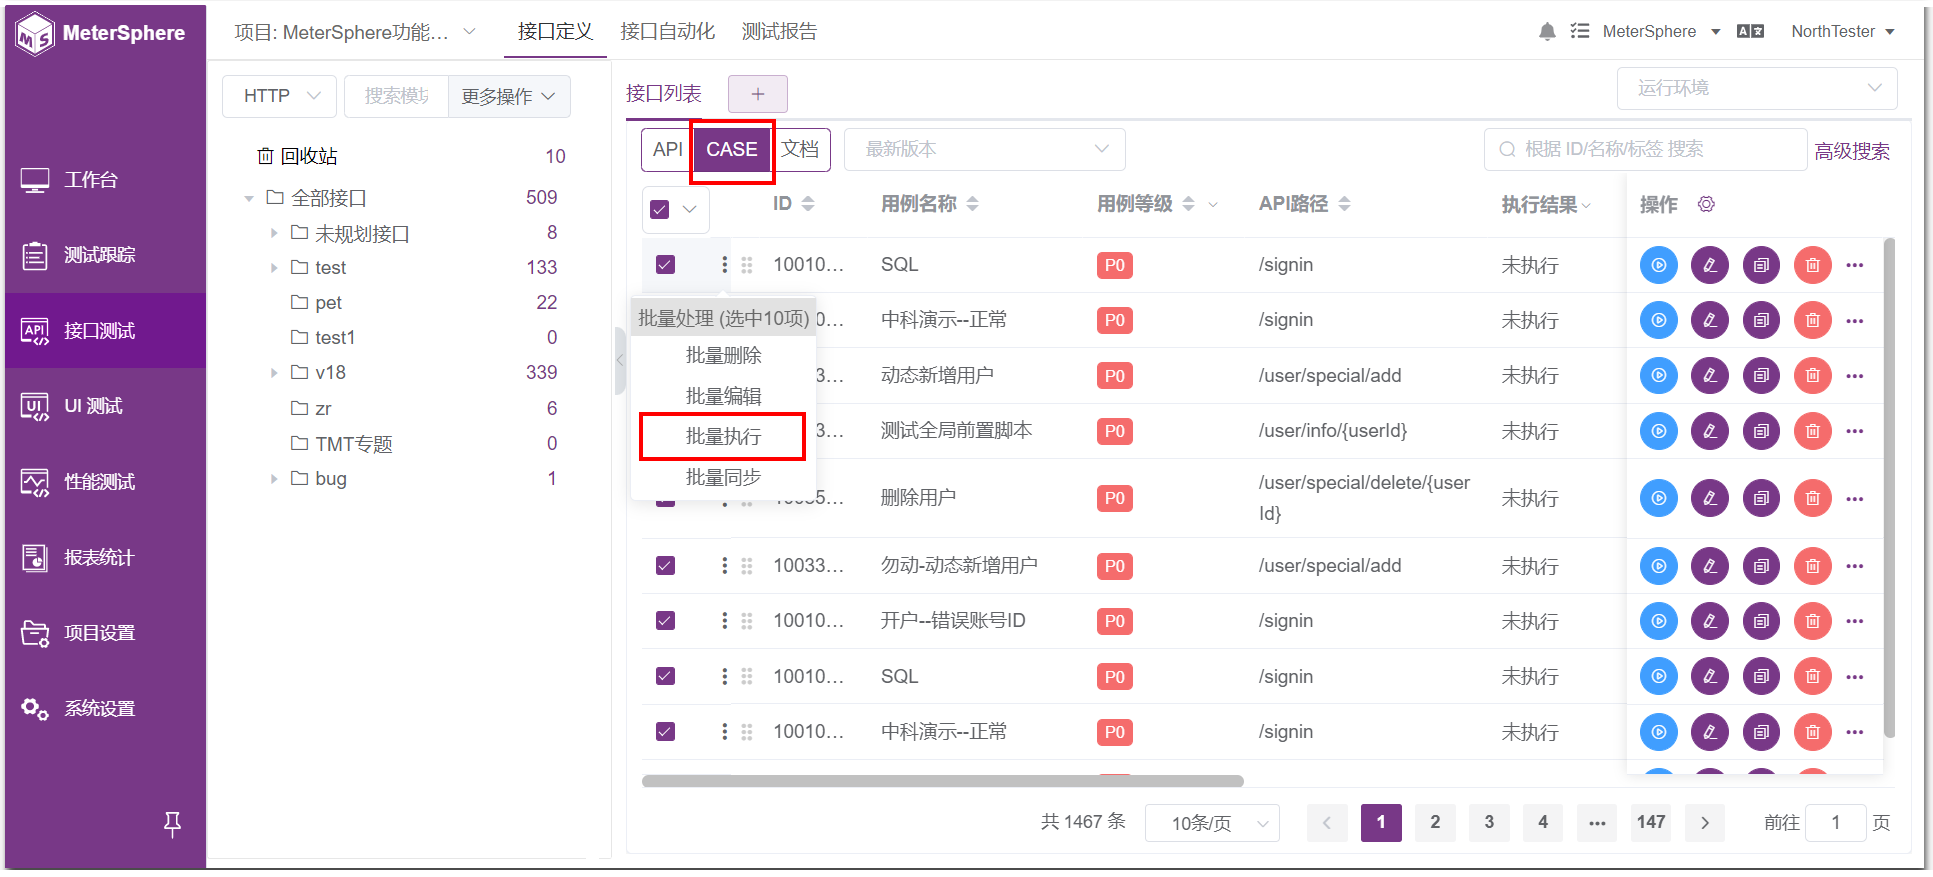 MeterSphere
项目: MeterSphere功能...
接口定义
接口自动化
测试报告
MeterSphere
NorthTester
工作台
测试跟踪
接口测试
UI 测试
性能测试
报表统计
项目设置
系统设置
HTTP
搜索模块
更多操作
回收站 10
全部接口 509
未规划接口 8
test 133
pet 22
test1 0
v18 339
zr 6
TMT专题 0
bug 1
接口列表
+
运行环境
API CASE 文档
最新版本
根据 ID/名称/标签 搜索
高级搜索
ID 用例名称 用例等级 API路径 执行结果 操作
10010... SQL P0 /signin 未执行
批量处理 (选中10项)
批量删除
批量编辑
批量执行
批量同步
0... 中科演示--正常 P0 /signin 未执行
3... 动态新增用户 P0 /user/special/add 未执行
3... 测试全局前置脚本 P0 /user/info/{userId} 未执行
5... 删除用户 P0 /user/special/delete/{user
Id} 未执行
10033... 勿动-动态新增用户 P0 /user/special/add 未执行
10010... 开户--错误账号ID P0 /signin 未执行
10010... SQL P0 /signin 未执行
10010... 中科演示--正常 P0 /signin 未执行
共 1467 条
10条/页
1 2 3 4 ... 147
前往 1 页